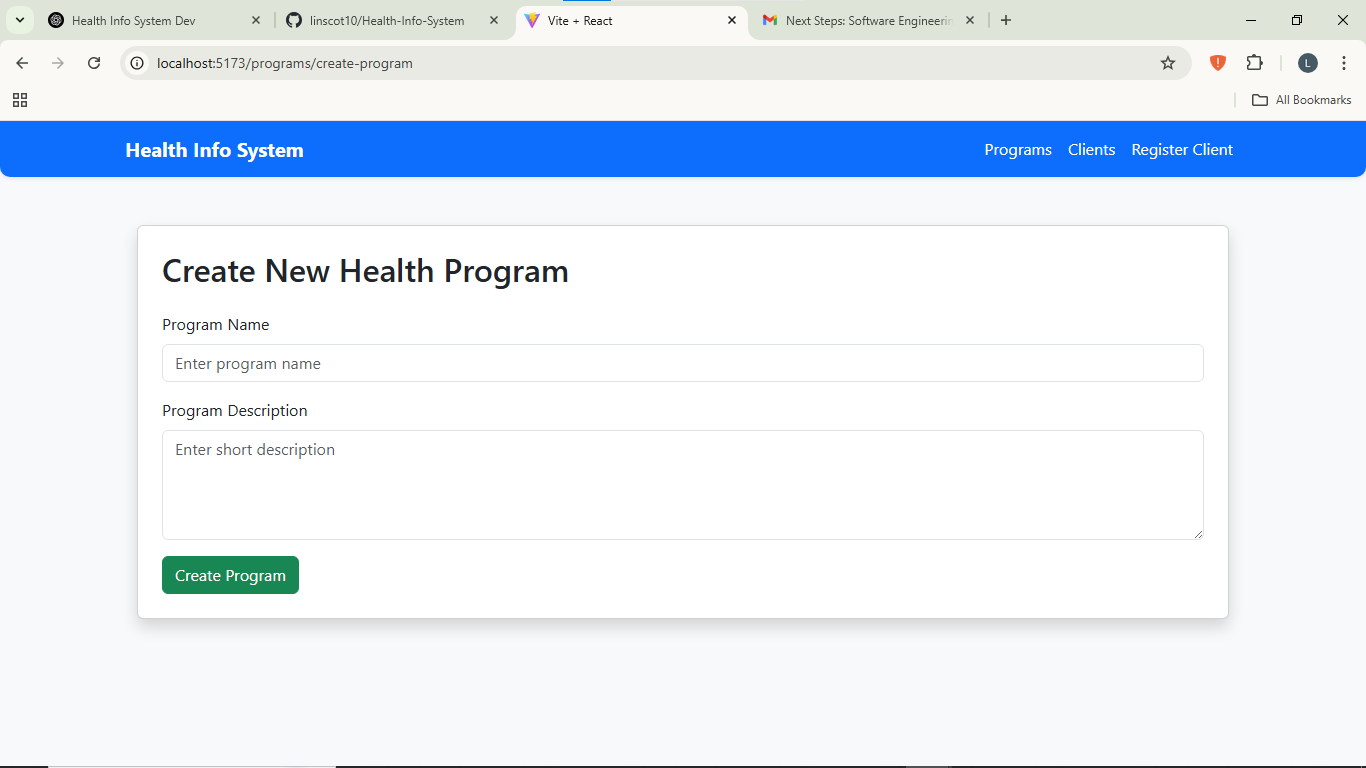 Health Info System Dev
linscot10/Health-Info-System
Vite + React
Next Steps: Software Engineerin
localhost:5173/programs/create-program
L
All Bookmarks
Health Info System
Programs
Clients
Register Client
Create New Health Program
Program Name
Enter program name
Program Description
Enter short description
Create Program